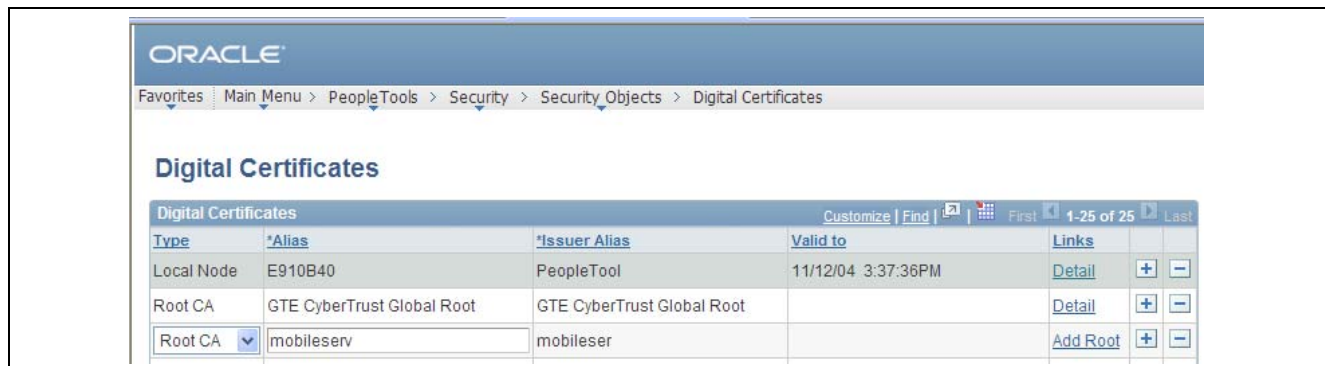 ORACLE
Favorites Main Menu > PeopleTools > Security > Security Objects > Digital Certificates
Digital Certificates
Digital Certificates Customize | Find | | First 1-25 of 25 Last
Type *Alias *Issuer Alias Valid to Links
Local Node E910B40 PeopleTool 11/12/04 3:37:36PM Detail + -
Root CA GTE CyberTrust Global Root GTE CyberTrust Global Root Detail + -
Root CA mobileserv mobileser Add Root + -